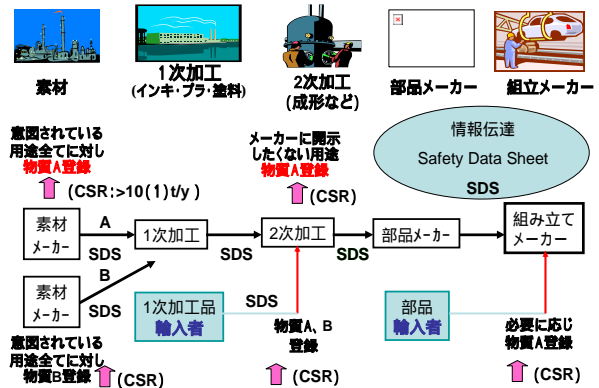 素材
1次加工
(インキ・プラ・塗料)
2次加工
(成形など)
部品メーカー
組立メーカー
意図されている
用途全てに対し
物質A登録
(CSR;>10(1)t/y)
メーカーに開示
したくない用途
物質A登録
(CSR)
情報伝達
Safety Data Sheet
SDS
素材
メーカー
A
SDS
1次加工
SDS
2次加工
SDS
部品メーカー
組み立て
メーカー
素材
メーカー
B
SDS
1次加工品
輸入者
SDS
物質A、B
登録
(CSR)
部品
輸入者
必要に応じ
物質A登録
(CSR)
意図されている
用途全てに対し
物質B登録
(CSR)